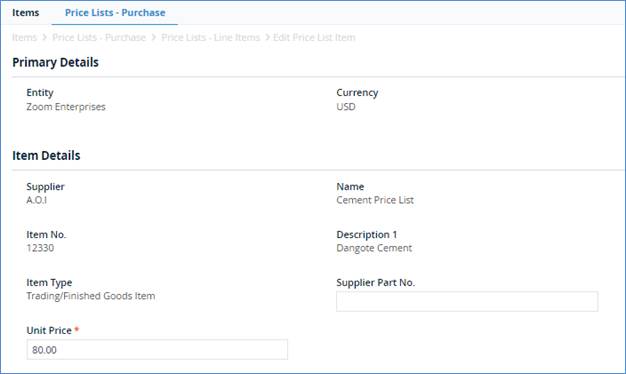 Items Price Lists - Purchase
Items > Price Lists - Purchase > Price Lists - Line Items > Edit Price List Item
Primary Details
Entity Currency
Zoom Enterprises USD
Item Details
Supplier Name
A.O.I Cement Price List
Item No. Description 1
12330 Dangote Cement
Item Type Supplier Part No.
Trading/Finished Goods Item
Unit Price *
80.00